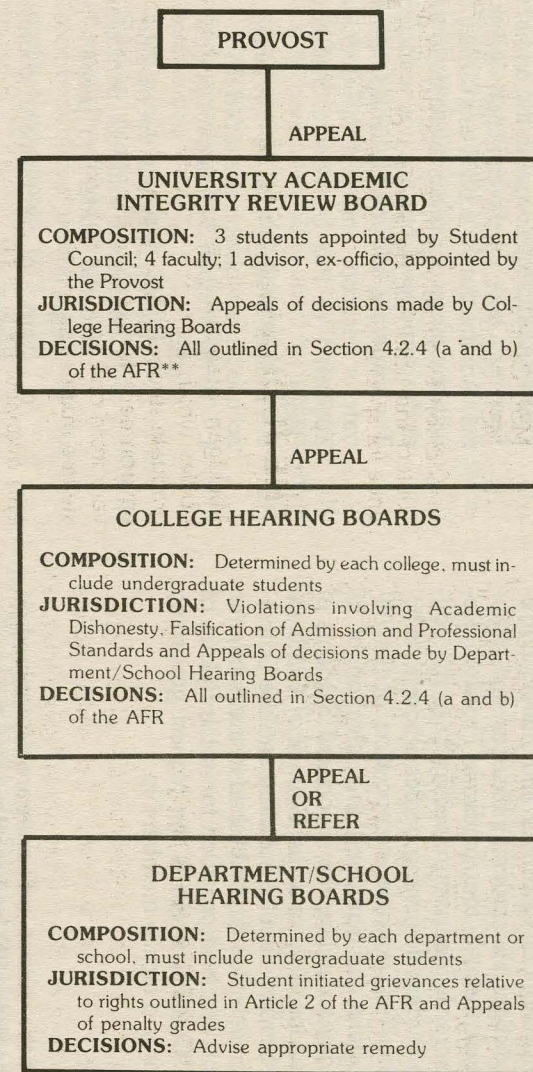 PROVOST
APPEAL
UNIVERSITY ACADEMIC
INTEGRITY REVIEW BOARD
COMPOSITION: 3 students appointed by Student
Council; 4 faculty; 1 advisor, ex-officio, appointed by
the Provost
JURISDICTION: Appeals of decisions made by Col-
lege Hearing Boards
DECISIONS: All outlined in Section 4.2.4 (a and b)
of the AFR**
APPEAL
COLLEGE HEARING BOARDS
COMPOSITION: Determined by each college, must in-
clude undergraduate students
JURISDICTION: Violations involving Academic
Dishonesty, Falsification of Admission and Professional
Standards and Appeals of decisions made by Depart-
ment/School Hearing Boards
DECISIONS: All outlined in Section 4.2.4 (a and b)
of the AFR
APPEAL
OR
REFER
DEPARTMENT/SCHOOL
HEARING BOARDS
COMPOSITION: Determined by each department or
school, must include undergraduate students
JURISDICTION: Student initiated grievances relative
to rights outlined in Article 2 of the AFR and Appeals
of penalty grades
DECISIONS: Advise appropriate remedy